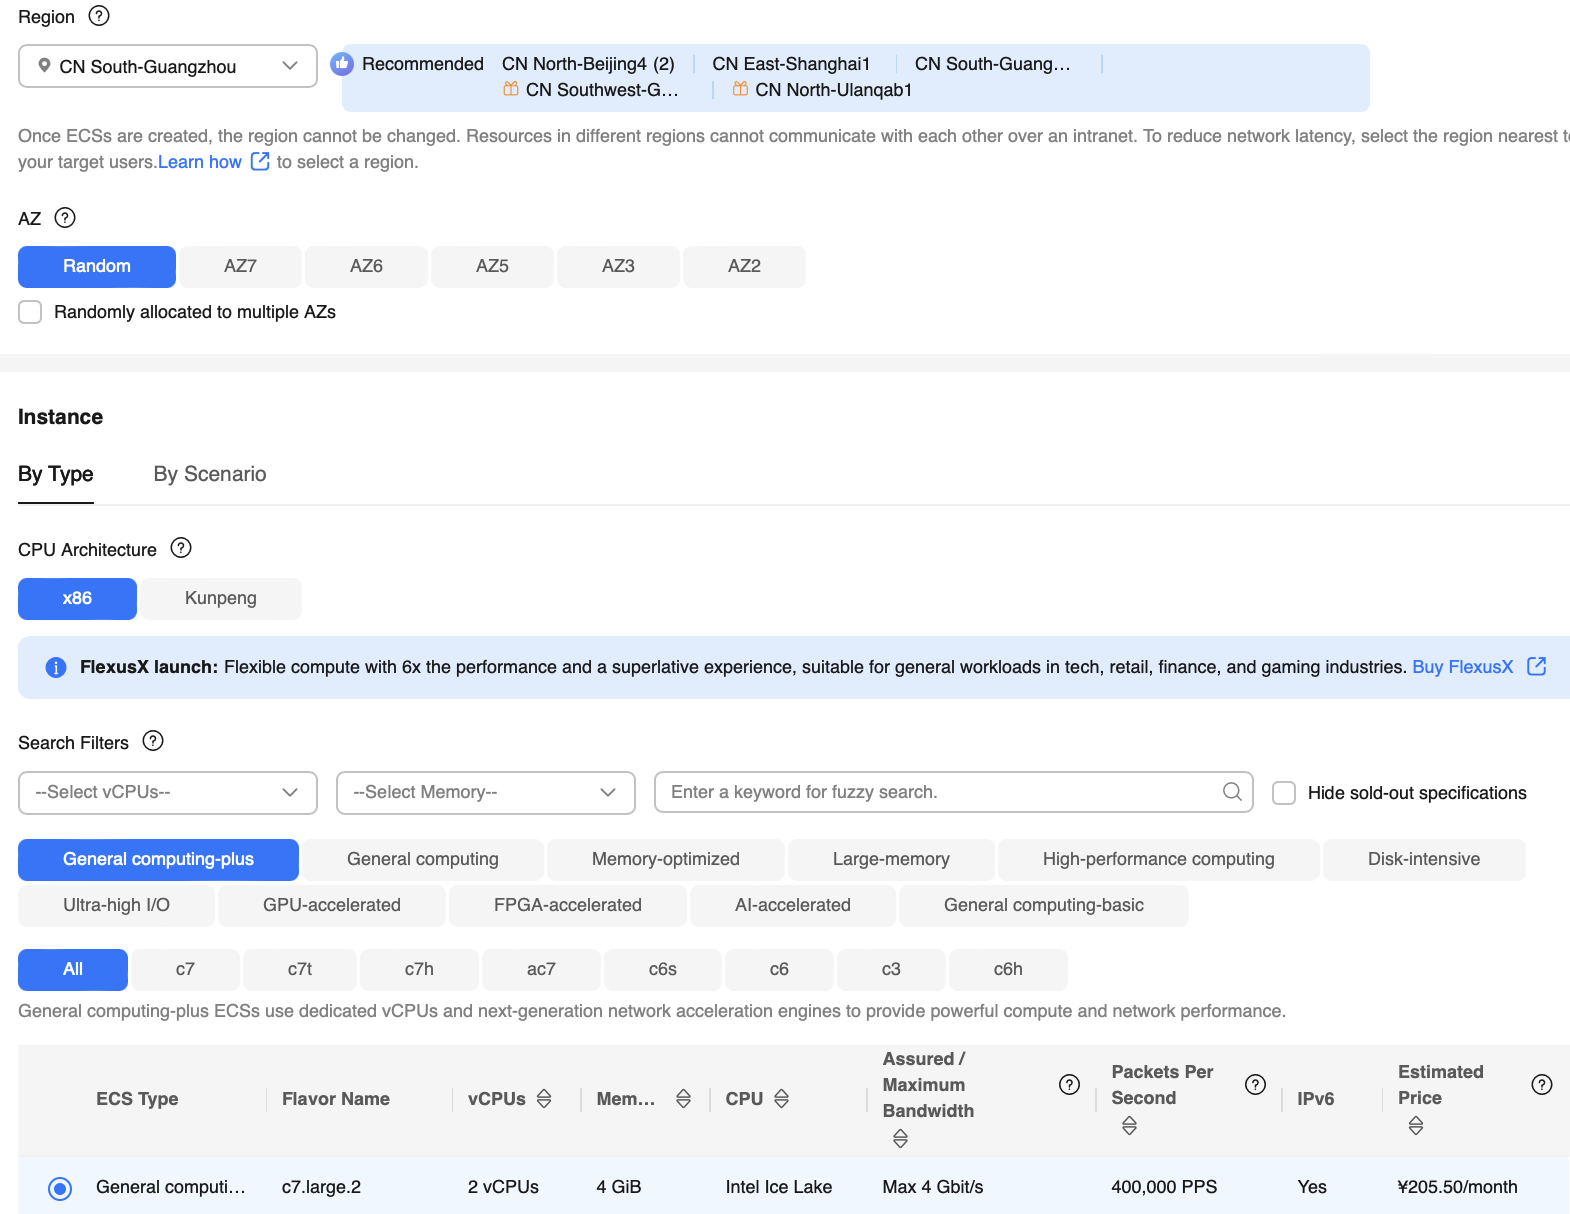 Region
CN South-Guangzhou
Recommended CN North-Beijing4 (2) CN East-Shanghai1 CN South-Guang...
CN Southwest-G... CN North-Ulanqab1
Once ECSs are created, the region cannot be changed. Resources in different regions cannot communicate with each other over an intranet. To reduce network latency, select the region nearest t
your target users.Learn how to select a region.
AZ
Random AZ7 AZ6 AZ5 AZ3 AZ2
Randomly allocated to multiple AZs
Instance
By Type By Scenario
CPU Architecture
x86 Kunpeng
FlexusX launch: Flexible compute with 6x the performance and a superlative experience, suitable for general workloads in tech, retail, finance, and gaming industries. Buy FlexusX
Search Filters
--Select vCPUs-- --Select Memory-- Enter a keyword for fuzzy search. Hide sold-out specifications
General computing-plus General computing Memory-optimized Large-memory High-performance computing Disk-intensive
Ultra-high I/O GPU-accelerated FPGA-accelerated AI-accelerated General computing-basic
All c7 c7t c7h ac7 c6s c6 c3 c6h
General computing-plus ECSs use dedicated vCPUs and next-generation network acceleration engines to provide powerful compute and network performance.
ECS Type Flavor Name vCPUs Mem... CPU Assured / Maximum Bandwidth Packets Per Second IPv6 Estimated Price
General computi... c7.large.2 2 vCPUs 4 GiB Intel Ice Lake Max 4 Gbit/s 400,000 PPS Yes ¥205.50/month